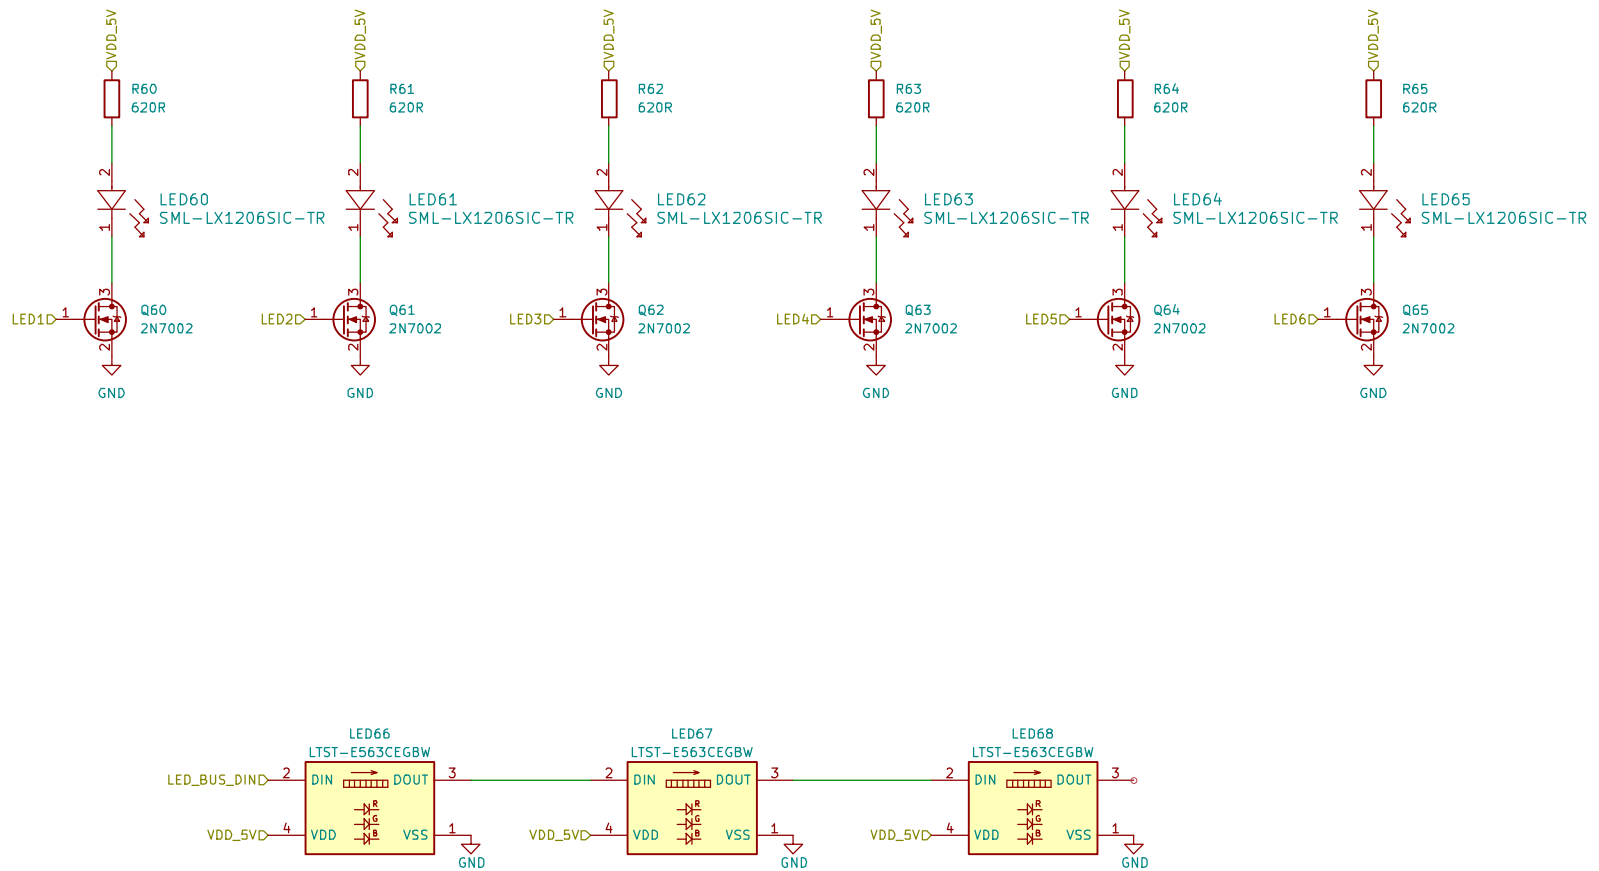 VDD_5V VDD_5V VDD_5V VDD_5V VDD_5V VDD_5V
R60 R61 R62 R63 R64 R65
620R 620R 620R 620R 620R 620R
2 2 2 2 2 2
LED60 LED61 LED62 LED63 LED64 LED65
SML-LX1206SIC-TR SML-LX1206SIC-TR SML-LX1206SIC-TR SML-LX1206SIC-TR SML-LX1206SIC-TR SML-LX1206SIC-TR
1 1 1 1 1 1
3 3 3 3 3 3
Q60 Q61 Q62 Q63 Q64 Q65
LED1 1 LED2 1 LED3 1 LED4 1 LED5 1 LED6 1
2N7002 2N7002 2N7002 2N7002 2N7002 2N7002
2 2 2 2 2 2
GND GND GND GND GND GND
LED66 LED67 LED68
LTST-E563CEGBW LTST-E563CEGBW LTST-E563CEGBW
LED_BUS_DIN 2 DIN DOUT 3 2 DIN DOUT 3 2 DIN DOUT 3
R R R
G G G
VDD_5V 4 VDD B VSS 1 VDD_5V 4 VDD B VSS 1 VDD_5V 4 VDD B VSS 1
GND GND GND